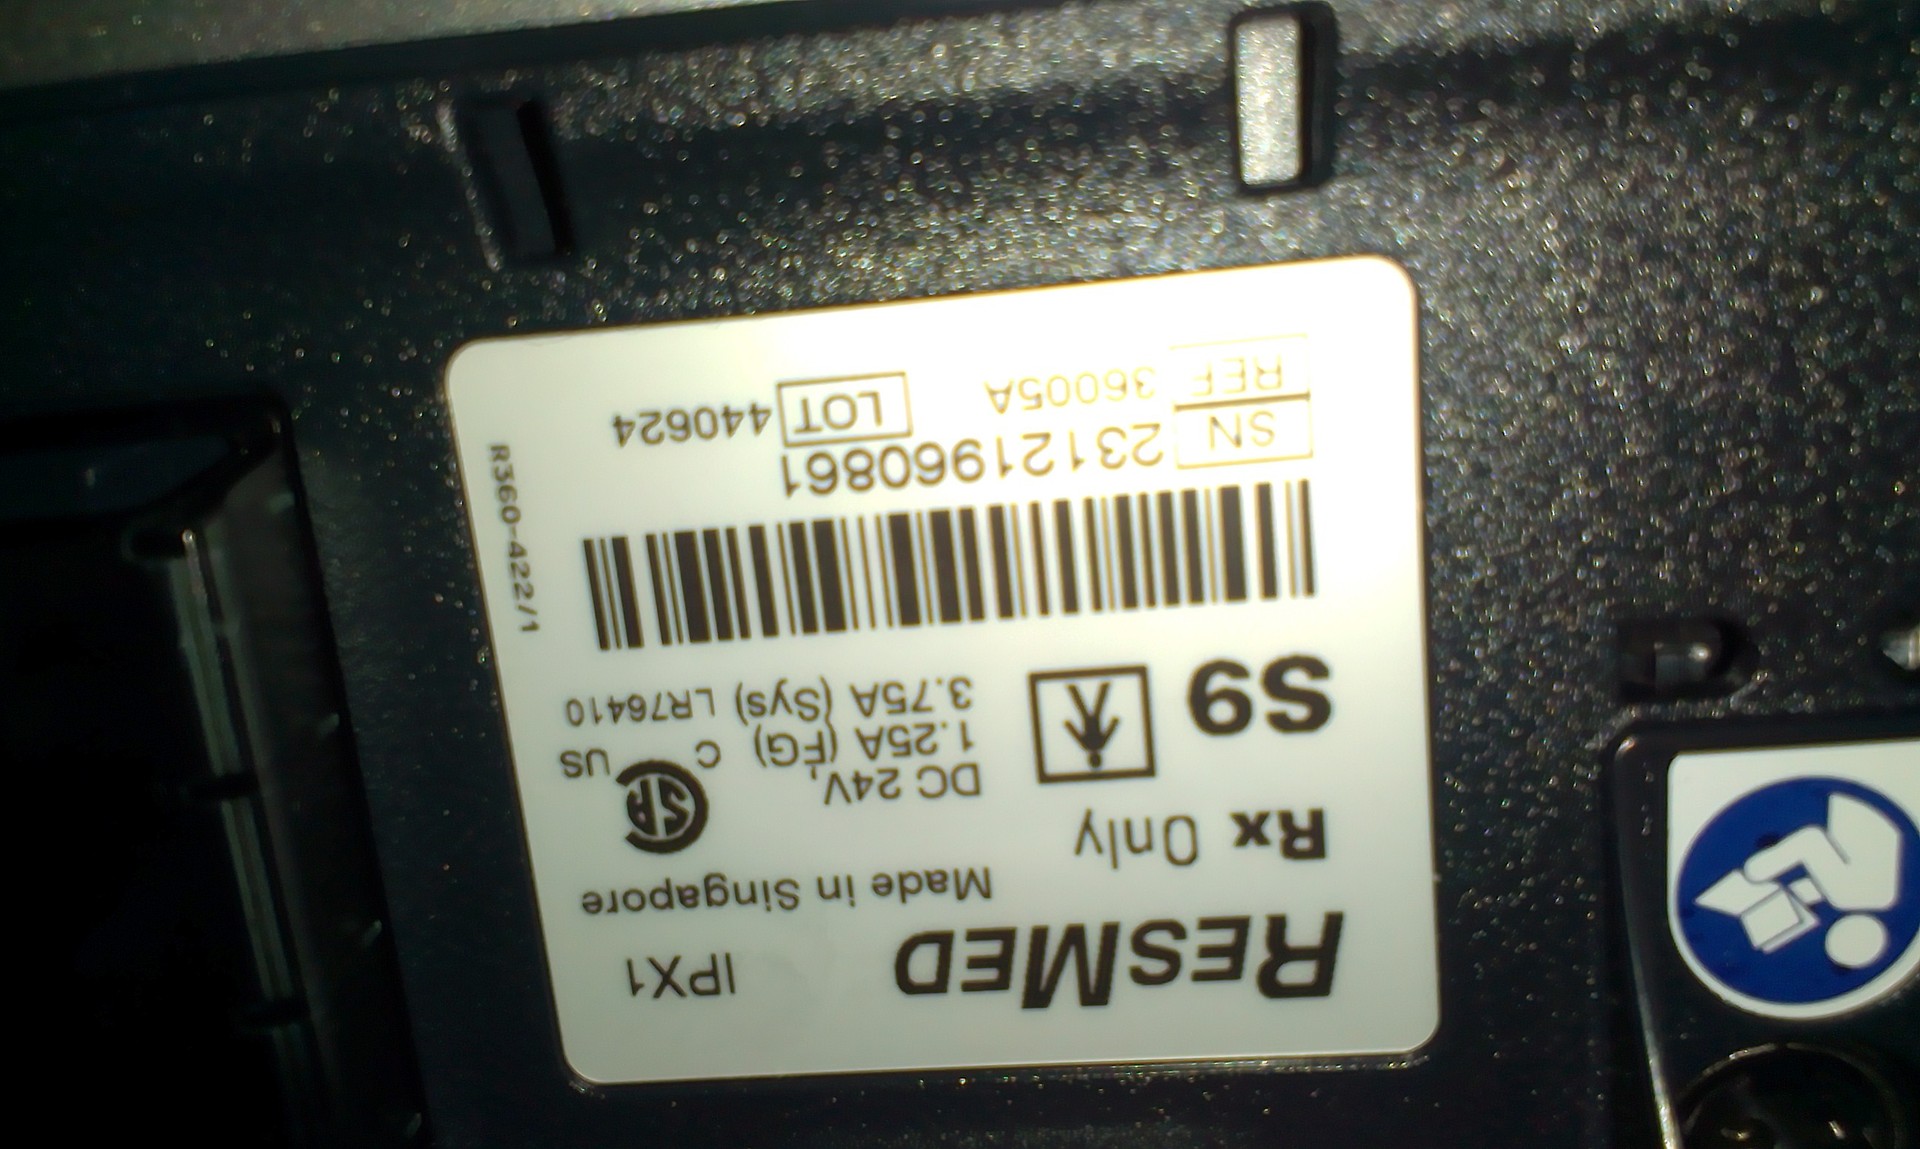 RESMED IPX1
Made in Singapore
Rx Only
DC 24V,
1.25A (FG)
3.75A (Sys) LR76410
C SA US
S9
SN 23121960861
REF 36005A LOT 440624
R360-422/1